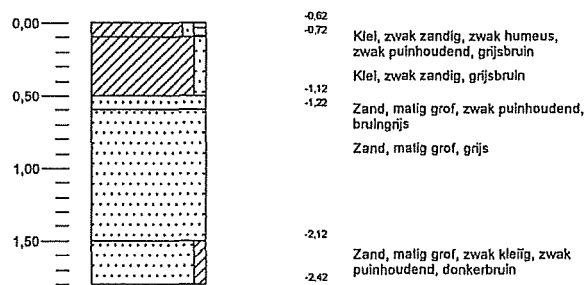 0,00
-0,62
-0,72
Klei, zwak zandig, zwak humeus,
zwak puinhoudend, grijsbruin
Klei, zwak zandig, grijsbruin
-1,12
0,50
-1,22
Zand, matig grof, zwak puinhoudend,
bruingrijs
Zand, matig grof, grijs
1,00
-2,12
1,50
Zand, matig grof, zwak kleiïg, zwak
puinhoudend, donkerbruin
-2,42